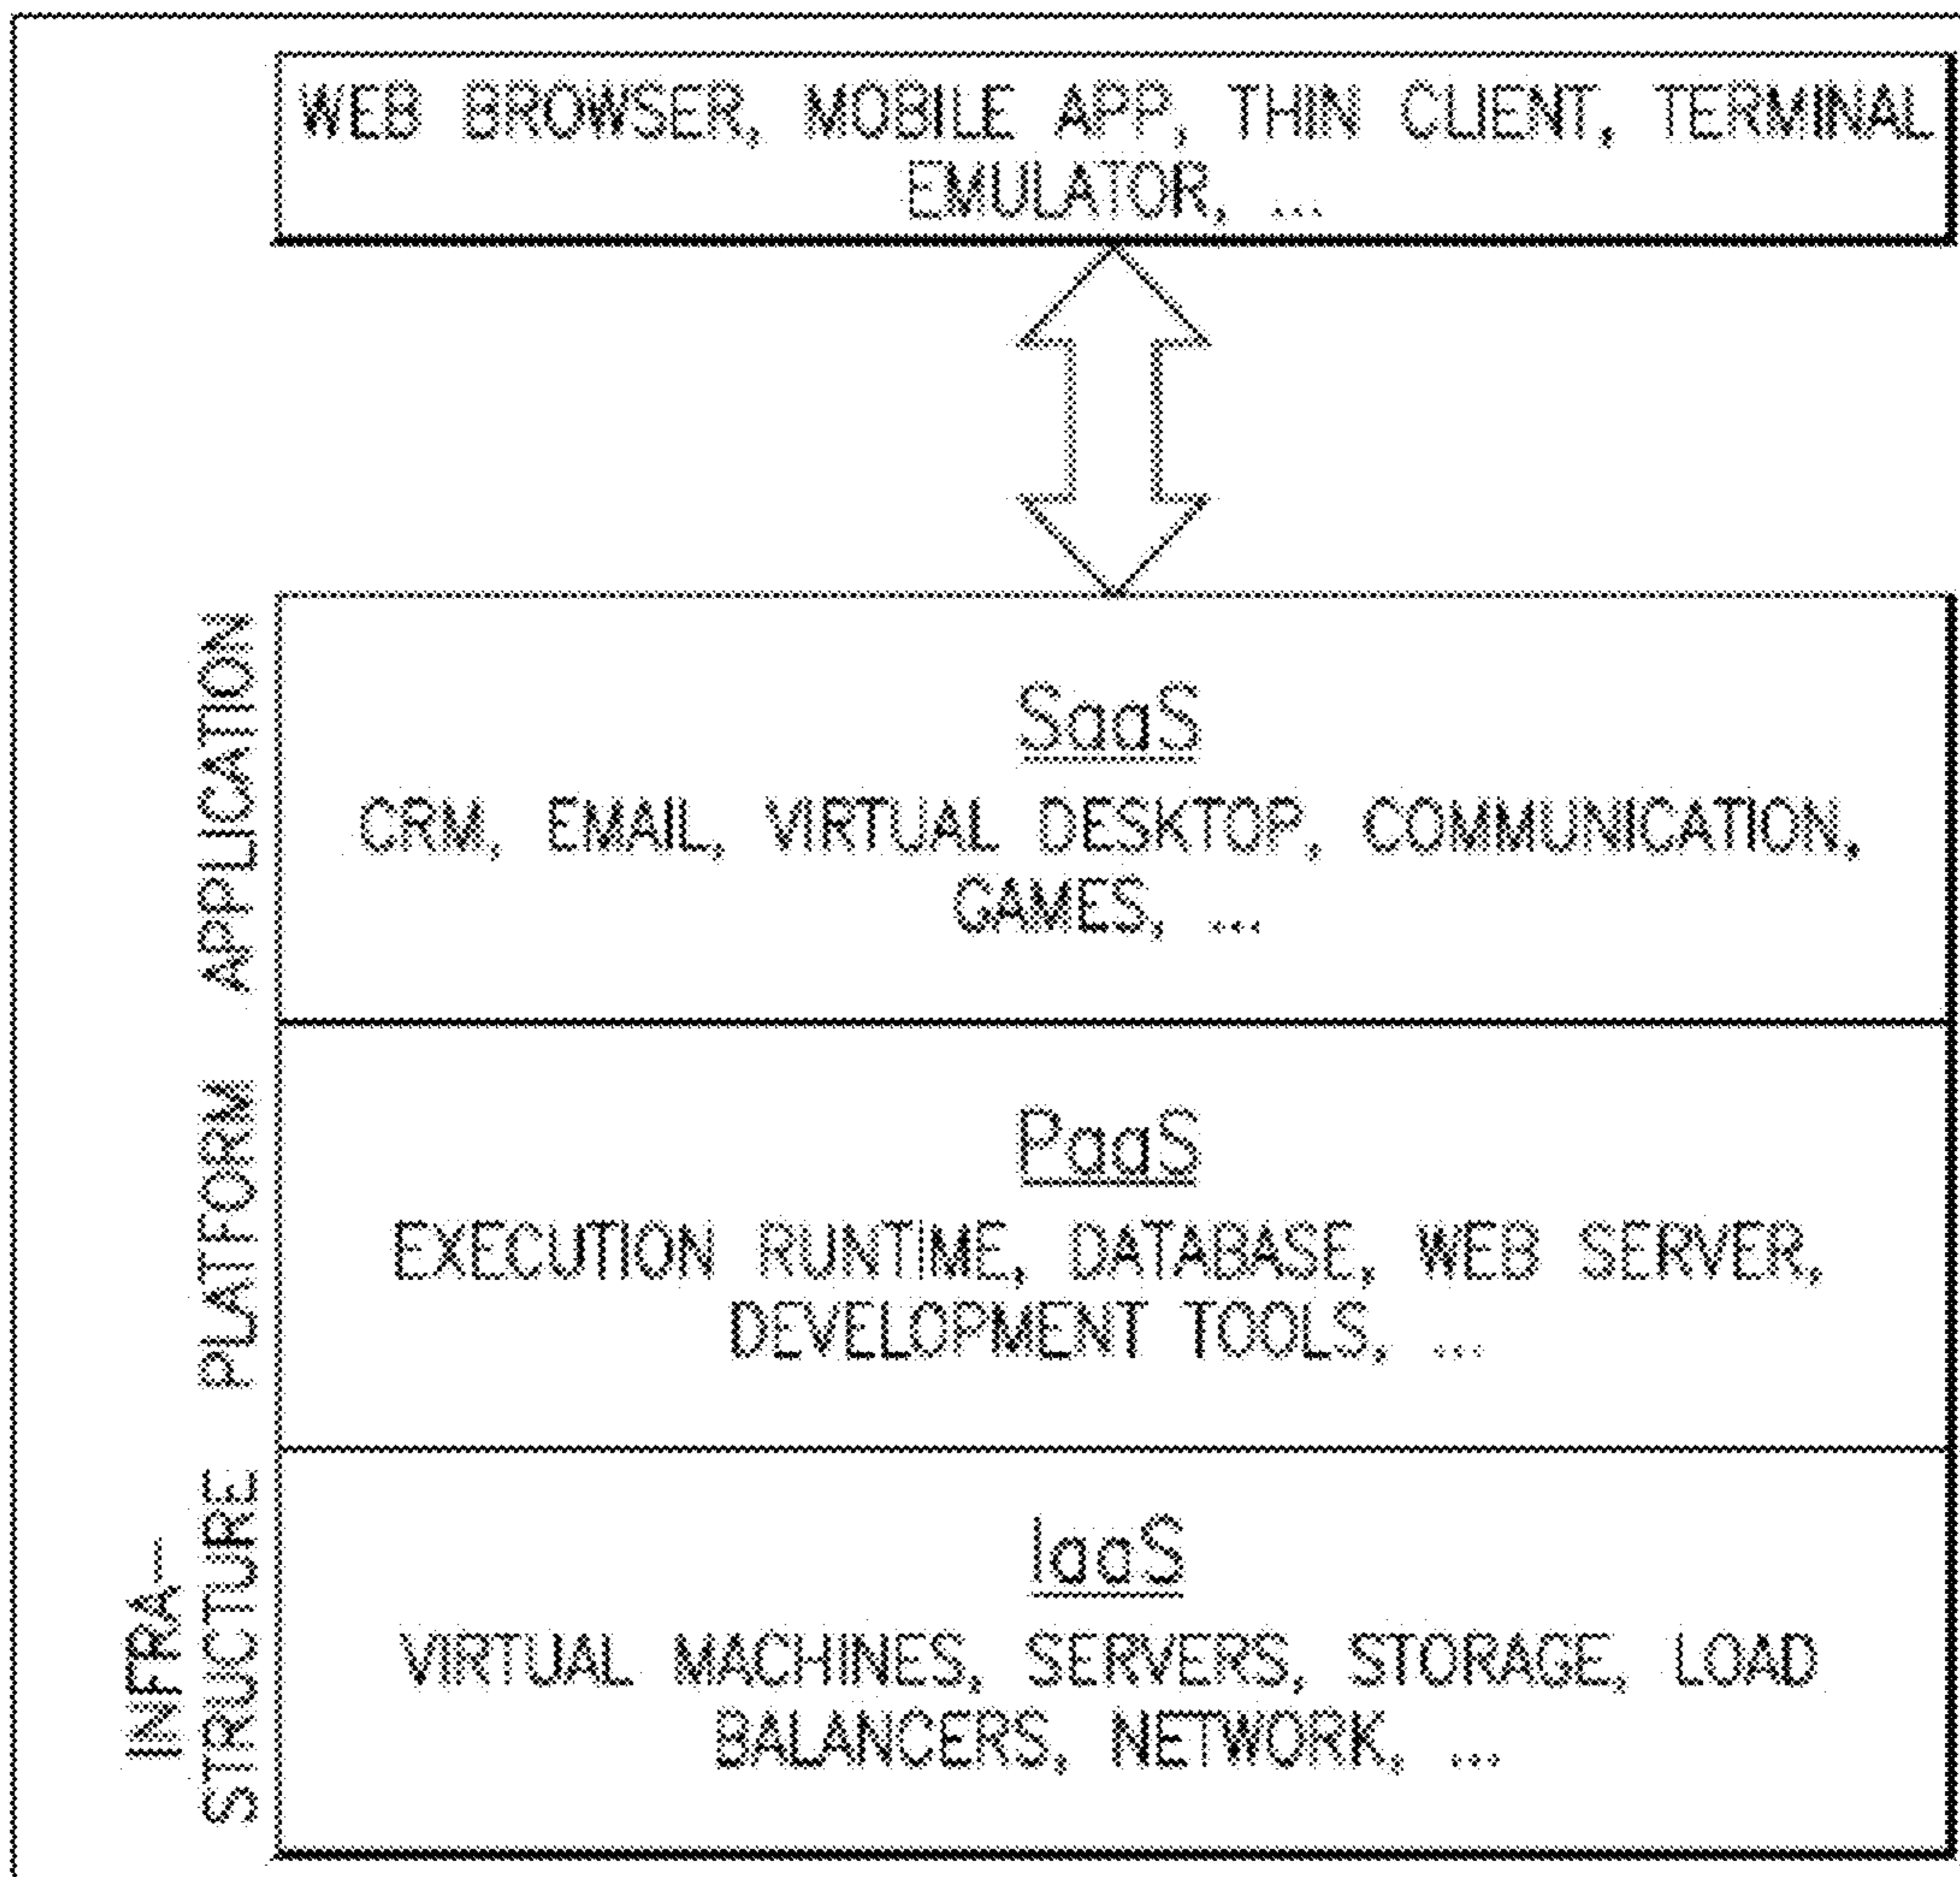 WEB BROWSER, MOBILE APP, THIN CLIENT, TERMINAL
EMULATOR, ...
APPLICATION
SaaS
CRM, EMAIL, VIRTUAL DESKTOP, COMMUNICATION,
GAMES, ...
PLATFORM
PaaS
EXECUTION RUNTIME, DATABASE, WEB SERVER,
DEVELOPMENT TOOLS, ...
INFRA-
STRUCTURE
IaaS
VIRTUAL MACHINES, SERVERS, STORAGE, LOAD
BALANCERS, NETWORK, ...